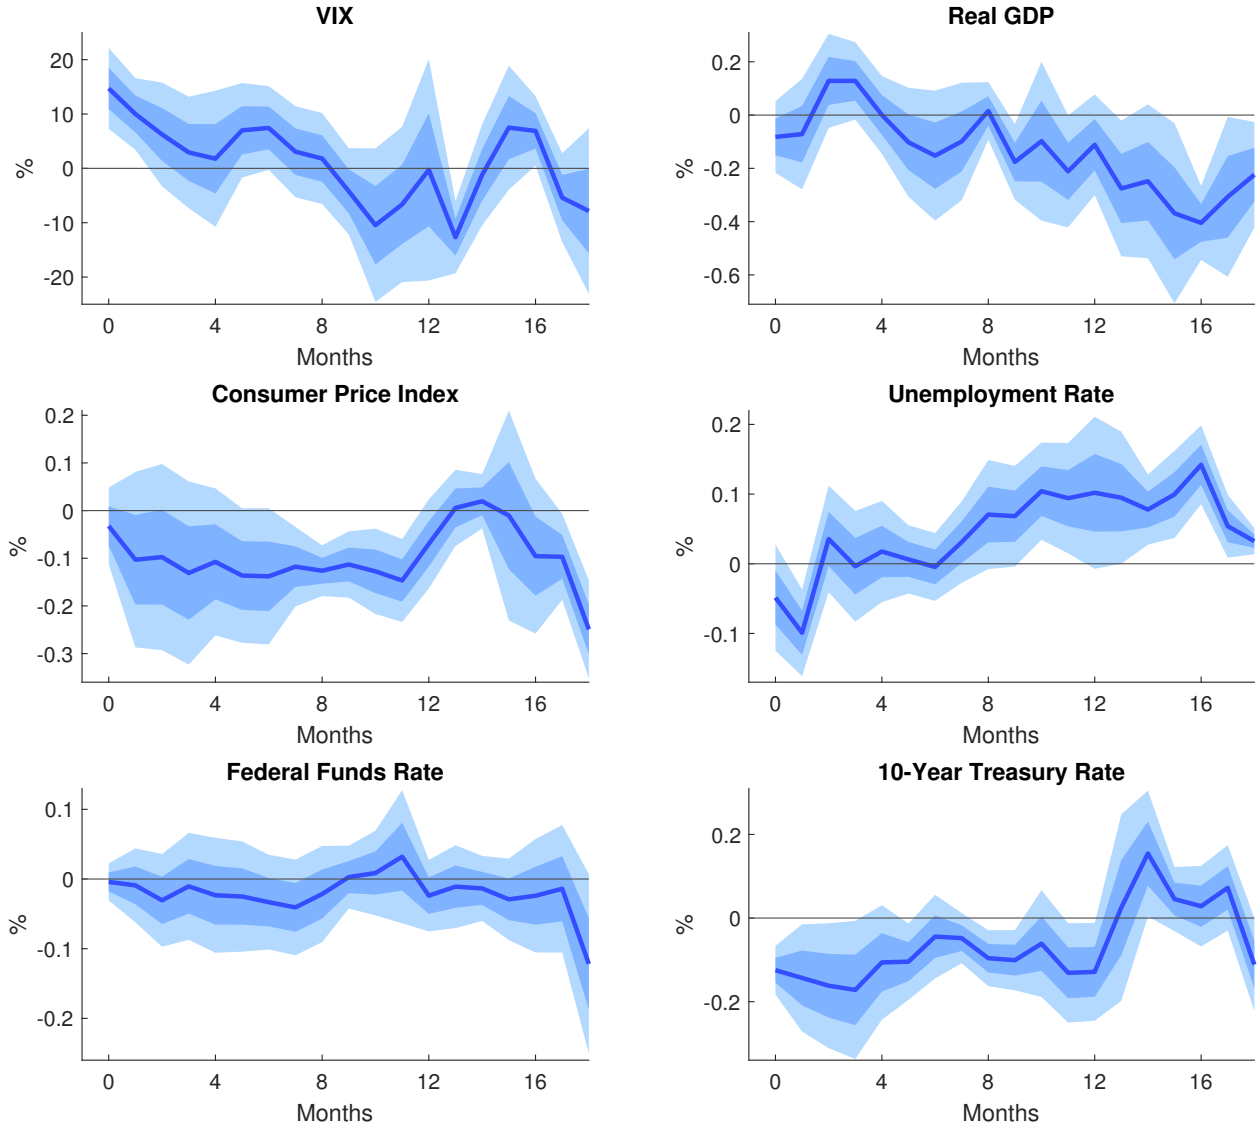 VIX
20
10
0
-10
-20
%
0 4 8 12 16
Months
Real GDP
0.2
0
-0.2
-0.4
-0.6
%
0 4 8 12 16
Months
Consumer Price Index
0.2
0.1
0
-0.1
-0.2
-0.3
%
0 4 8 12 16
Months
Unemployment Rate
0.2
0.1
0
-0.1
%
0 4 8 12 16
Months
Federal Funds Rate
0.1
0
-0.1
-0.2
%
0 4 8 12 16
Months
10-Year Treasury Rate
0.2
0
-0.2
%
0 4 8 12 16
Months